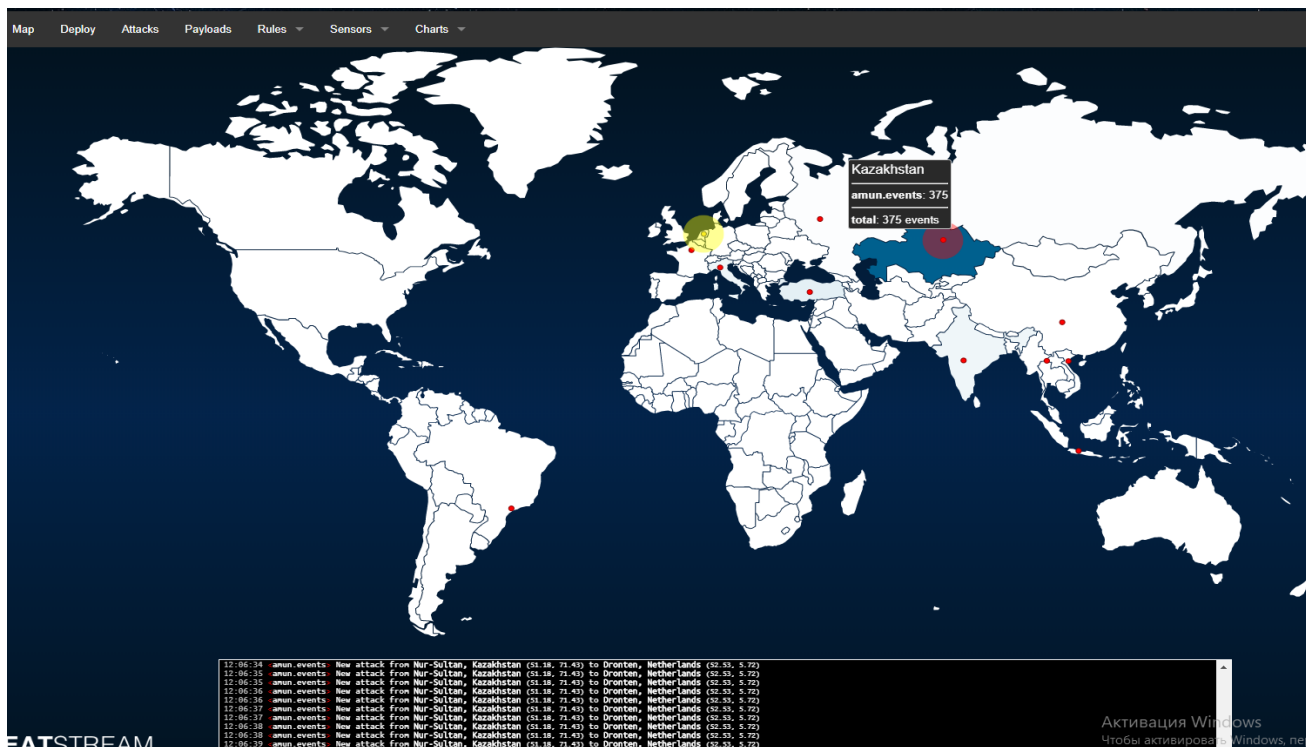 Map Deploy Attacks Payloads Rules Sensors Charts
Kazakhstan
amun.events: 375
total: 375 events
12:06:34 <amun.events> New attack from Nur-Sultan, Kazakhstan (51.18, 71.43) to Dronten, Netherlands (52.53, 5.72)
12:06:35 <amun.events> New attack from Nur-Sultan, Kazakhstan (51.18, 71.43) to Dronten, Netherlands (52.53, 5.72)
12:06:35 <amun.events> New attack from Nur-Sultan, Kazakhstan (51.18, 71.43) to Dronten, Netherlands (52.53, 5.72)
12:06:36 <amun.events> New attack from Nur-Sultan, Kazakhstan (51.18, 71.43) to Dronten, Netherlands (52.53, 5.72)
12:06:36 <amun.events> New attack from Nur-Sultan, Kazakhstan (51.18, 71.43) to Dronten, Netherlands (52.53, 5.72)
12:06:37 <amun.events> New attack from Nur-Sultan, Kazakhstan (51.18, 71.43) to Dronten, Netherlands (52.53, 5.72)
12:06:37 <amun.events> New attack from Nur-Sultan, Kazakhstan (51.18, 71.43) to Dronten, Netherlands (52.53, 5.72)
12:06:38 <amun.events> New attack from Nur-Sultan, Kazakhstan (51.18, 71.43) to Dronten, Netherlands (52.53, 5.72)
12:06:38 <amun.events> New attack from Nur-Sultan, Kazakhstan (51.18, 71.43) to Dronten, Netherlands (52.53, 5.72)
12:06:39 <amun.events> New attack from Nur-Sultan, Kazakhstan (51.18, 71.43) to Dronten, Netherlands (52.53, 5.72)
EATSTREAM
Активация Windows
Чтобы активировать Windows, пе